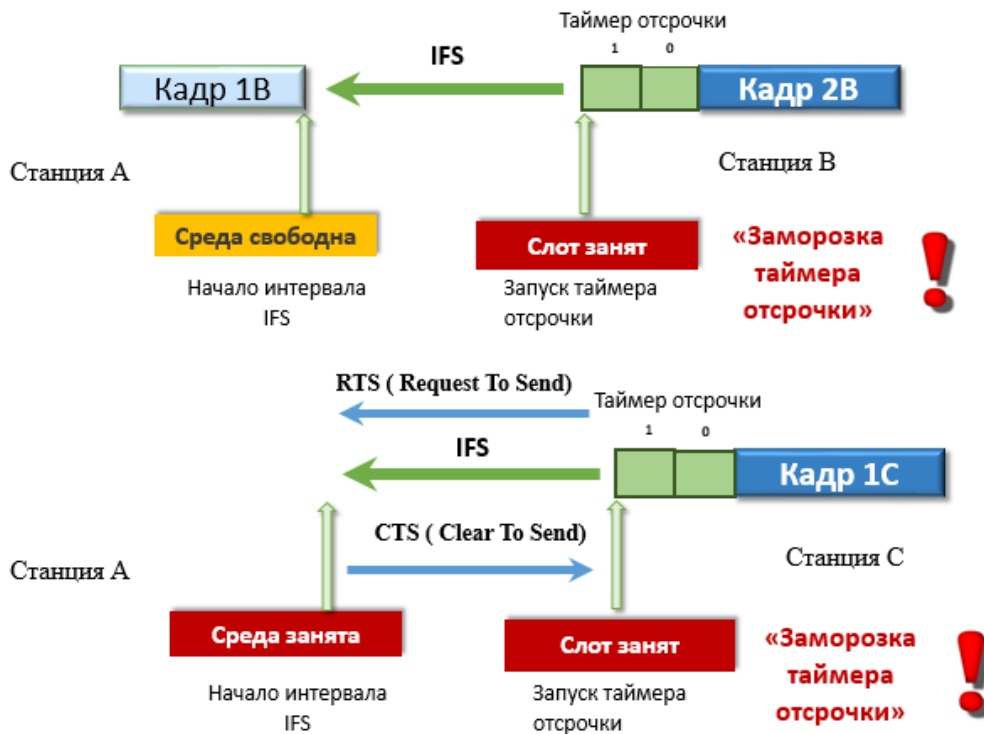 Таймер отсрочки
1 0
IFS
Кадр 1В
Кадр 2В
Станция А
Станция В
Среда свободна
Слот занят
«Заморозка
таймера
отсрочки»
Начало интервала
IFS
Запуск таймера
отсрочки
RTS ( Request To Send)
Таймер отсрочки
1 0
IFS
Кадр 1С
CTS ( Clear To Send)
Станция А
Станция С
Среда занята
Слот занят
«Заморозка
таймера
отсрочки»
Начало интервала
IFS
Запуск таймера
отсрочки